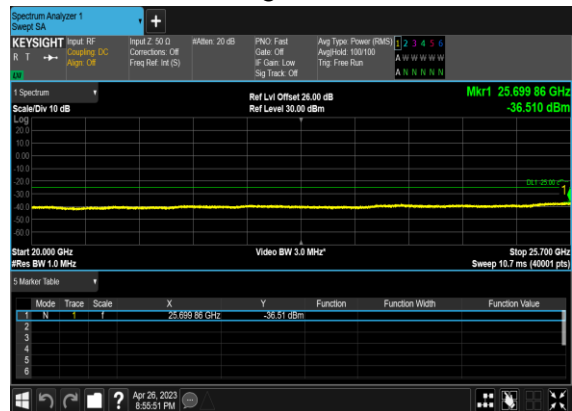 Spectrum Analyzer 1
Swept SA
+
KEYSIGHT Input: RF Input Z: 50 Ω #Atten: 20 dB PNO: Fast Avg Type: Power (RMS) 1 2 3 4 5 6
R T Coupling: DC Corrections: Off Gate: Off Avg|Hold: 100/100 A W W W W W
Align: Off Freq Ref: Int (S) IF Gain: Low Trig: Free Run
Sig Track: Off A N N N N N
1 Spectrum Ref Lvl Offset 26.00 dB Mkr1 25.699 86 GHz
Scale/Div 10 dB Ref Level 30.00 dBm -36.510 dBm
Log
20.0
10.0
0.00
-10.0
-20.0 DL1 -25.00
1
-30.0
-40.0
-50.0
-60.0
Start 20.000 GHz Video BW 3.0 MHz* Stop 25.700 GHz
#Res BW 1.0 MHz Sweep 10.7 ms (40001 pts)
5 Marker Table
Mode Trace Scale X Y Function Function Width Function Value
1 N 1 f 25.699 86 GHz -36.51 dBm
2
3
4
5
6
? Apr 26, 2023
8:55:51 PM